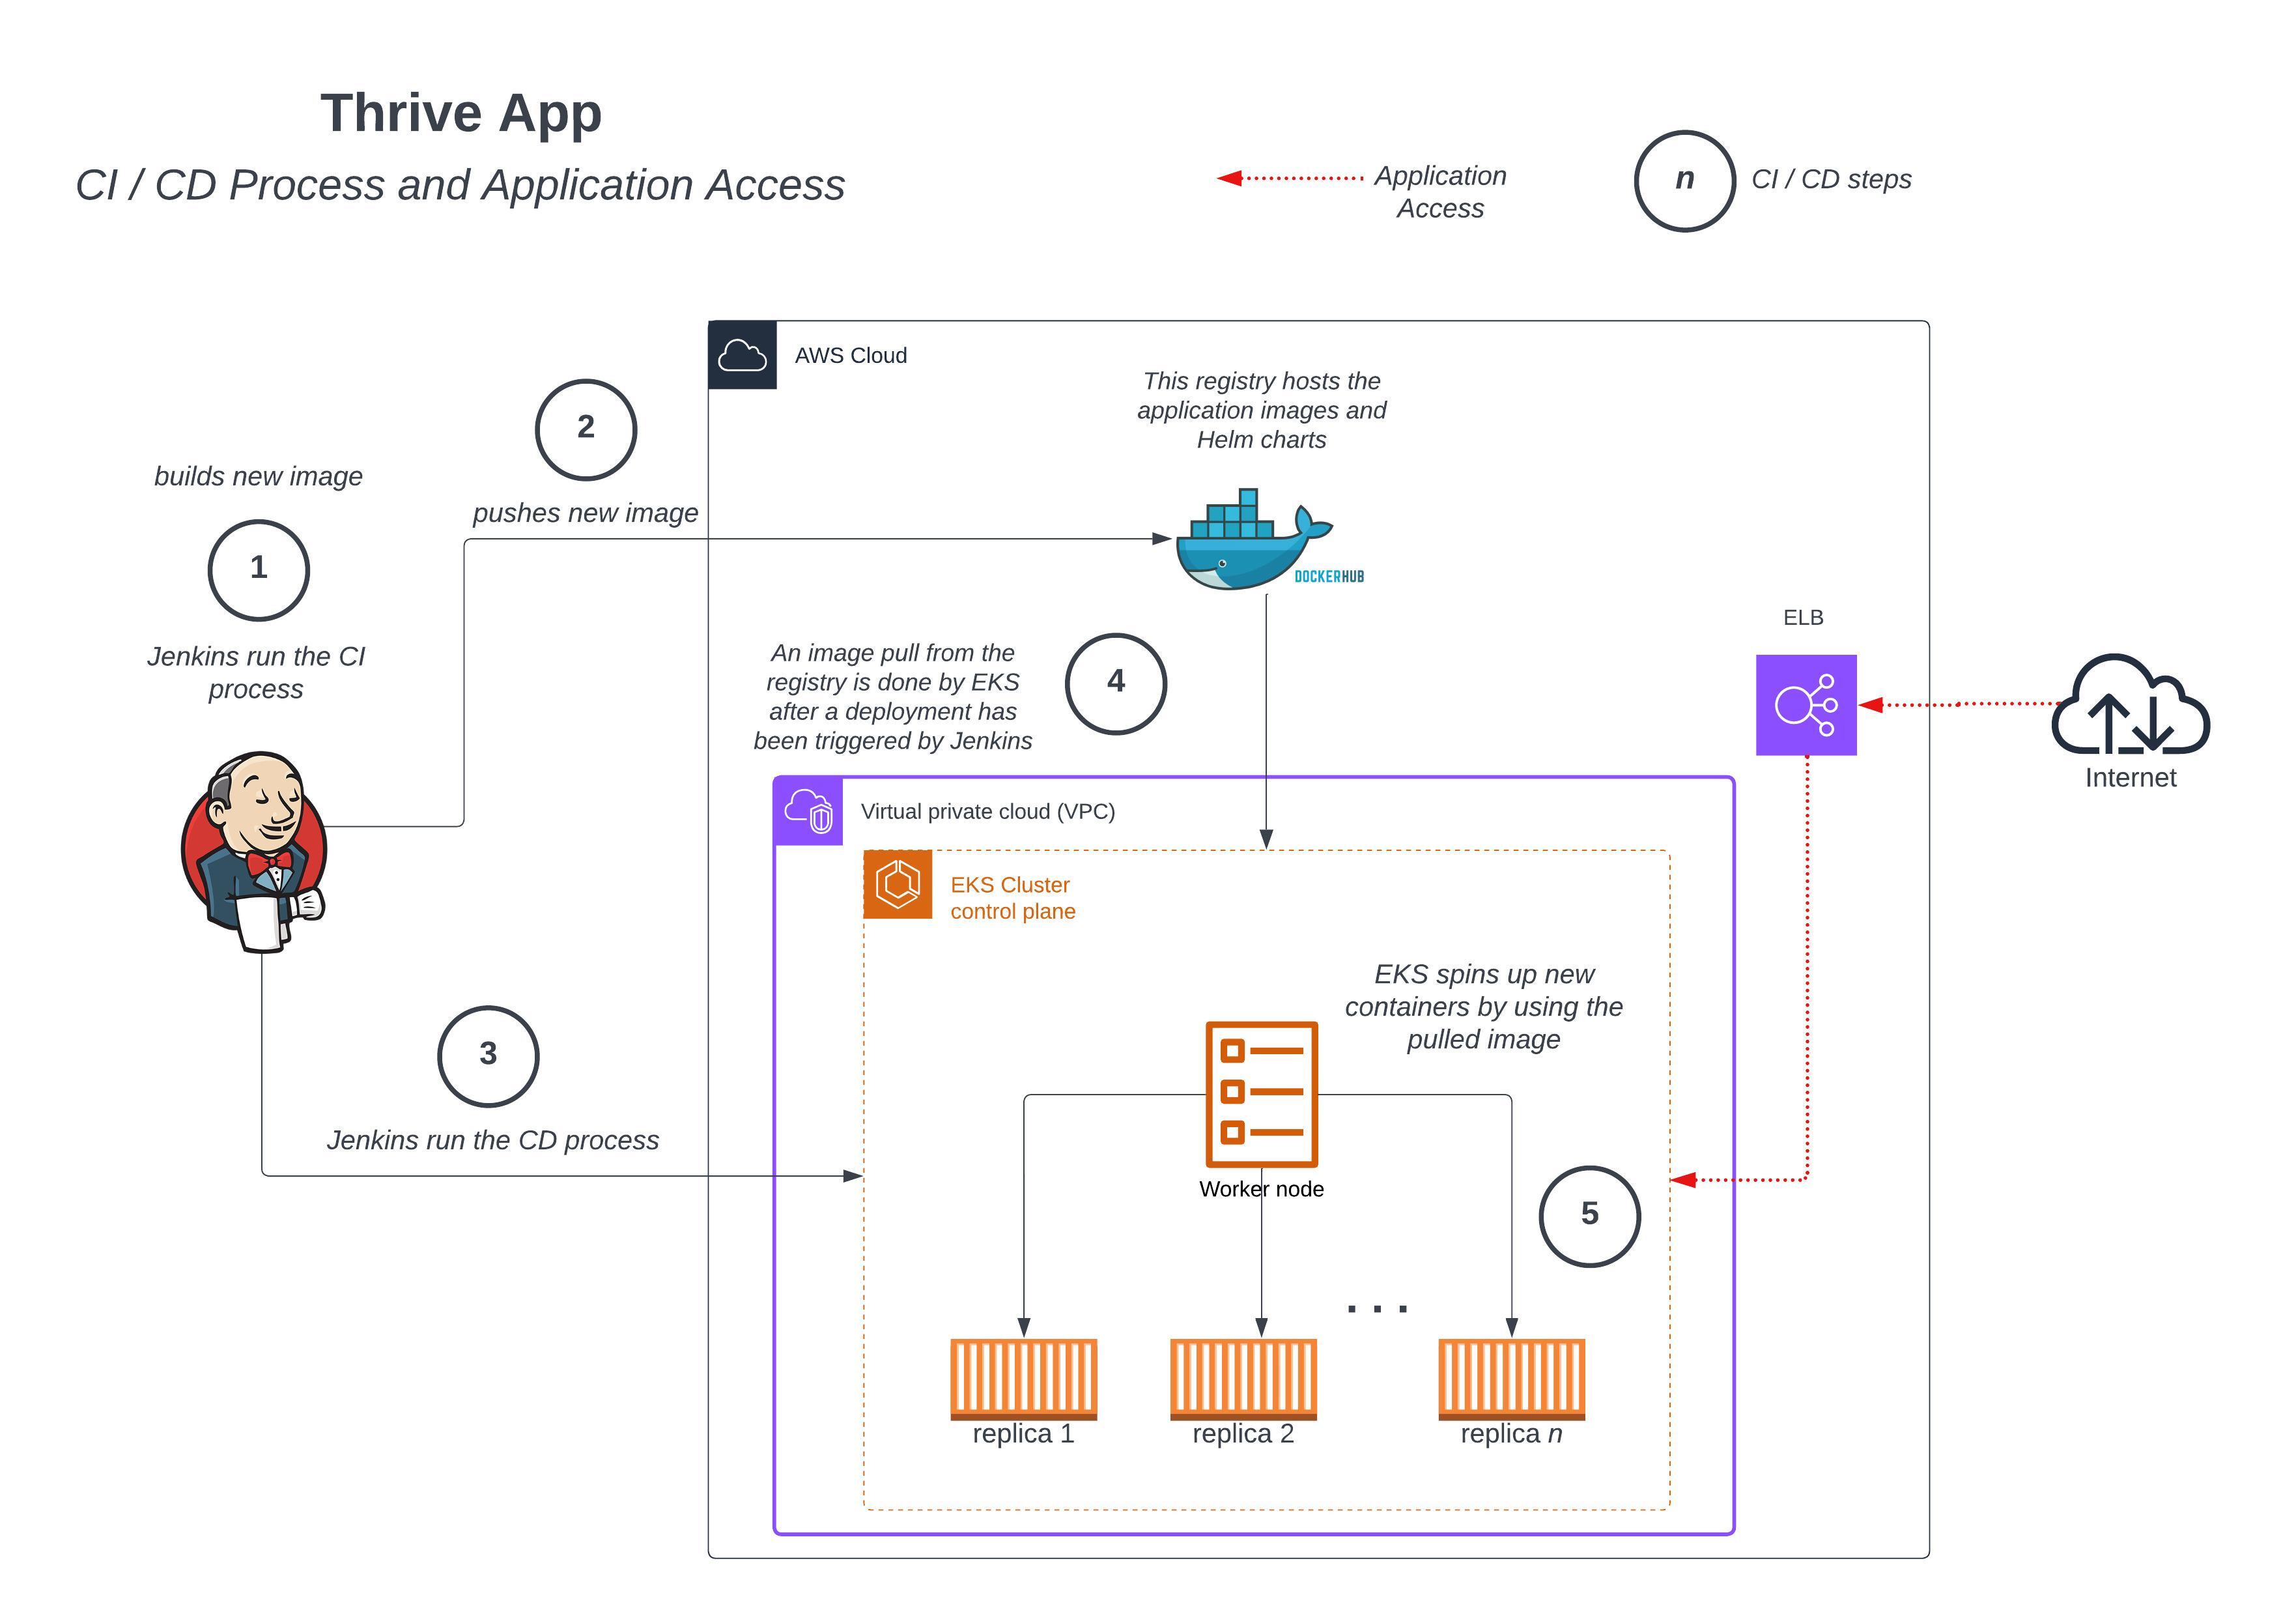 Thrive App
CI / CD Process and Application Access
Application
Access
n
CI / CD steps
AWS Cloud
This registry hosts the
application images and
Helm charts
2
builds new image
pushes new image
1
DOCKERHUB
Jenkins run the CI
process
ELB
An image pull from the
registry is done by EKS
after a deployment has
been triggered by Jenkins
4
Internet
Virtual private cloud (VPC)
EKS Cluster
control plane
EKS spins up new
containers by using the
pulled image
3
Jenkins run the CD process
Worker node
5
. . .
replica 1
replica 2
replica n